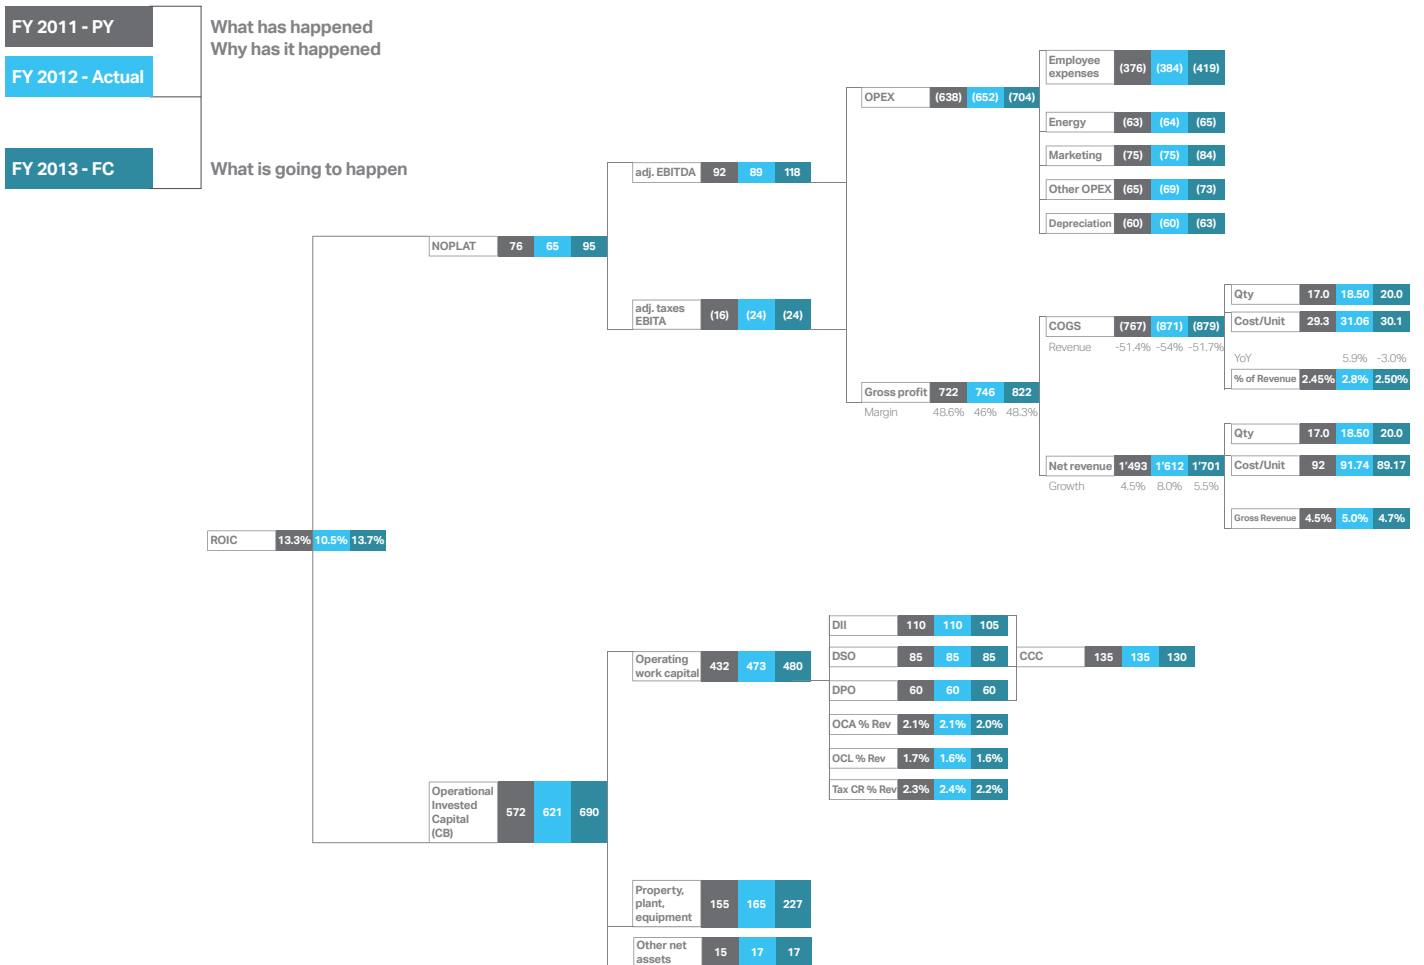 FY 2011 - PY
What has happened
Why has it happened
FY 2012 - Actual
FY 2013 - FC
What is going to happen
Employee
expenses
(376) (384) (419)
OPEX (638) (652) (704)
Energy (63) (64) (65)
Marketing (75) (75) (84)
Other OPEX (65) (69) (73)
Depreciation (60) (60) (63)
adj. EBITDA 92 89 118
NOPLAT 76 65 95
adj. taxes
EBITA
(16) (24) (24)
Qty 17.0 18.50 20.0
COGS (767) (871) (879)
Revenue -51.4% -54% -51.7%
Cost/Unit 29.3 31.06 30.1
YoY 5.9% -3.0%
% of Revenue 2.45% 2.8% 2.50%
Gross profit 722 746 822
Margin 48.6% 46% 48.3%
Qty 17.0 18.50 20.0
Net revenue 1'493 1'612 1'701
Growth 4.5% 8.0% 5.5%
Cost/Unit 92 91.74 89.17
Gross Revenue 4.5% 5.0% 4.7%
ROIC 13.3% 10.5% 13.7%
DII 110 110 105
DSO 85 85 85
CCC 135 135 130
Operating
work capital
432 473 480
DPO 60 60 60
OCA % Rev 2.1% 2.1% 2.0%
OCL % Rev 1.7% 1.6% 1.6%
Tax CR % Rev 2.3% 2.4% 2.2%
Operational
Invested
Capital
(CB)
572 621 690
Property,
plant,
equipment
155 165 227
Other net
assets
15 17 17